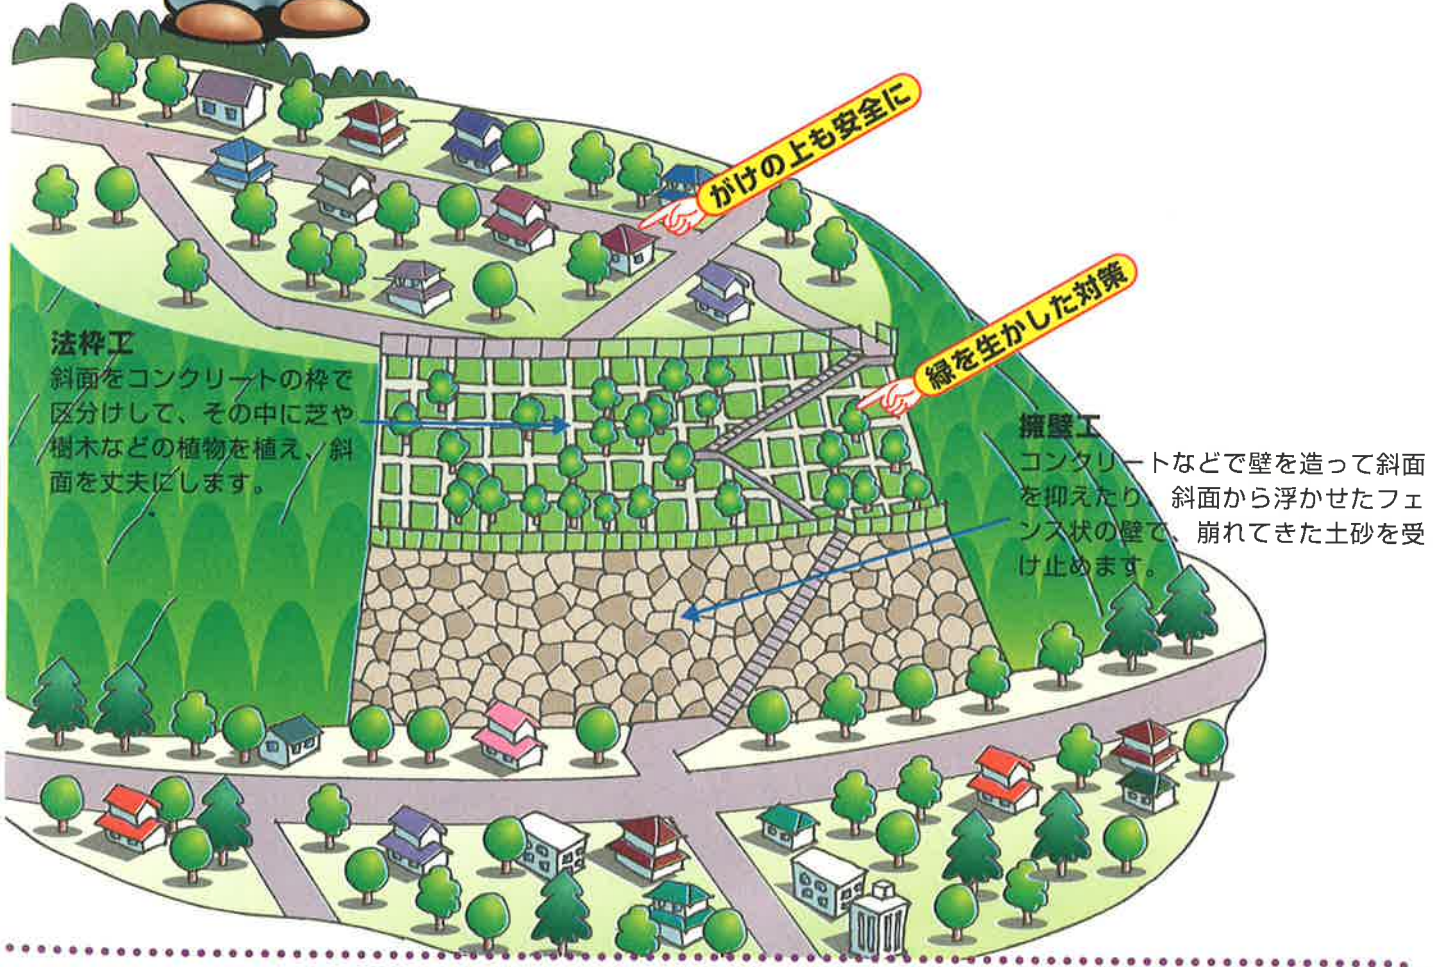 がけの上も安全に
緑を生かした対策
法枠工
斜面をコンクリートの枠で
区分けして、その中に芝や
樹木などの植物を植え、斜
面を丈夫にします。
擁壁工
コンクリートなどで壁を造って斜面
を抑えたり、斜面から浮かせたフェ
ンス状の壁で、崩れてきた土砂を受
け止めます。